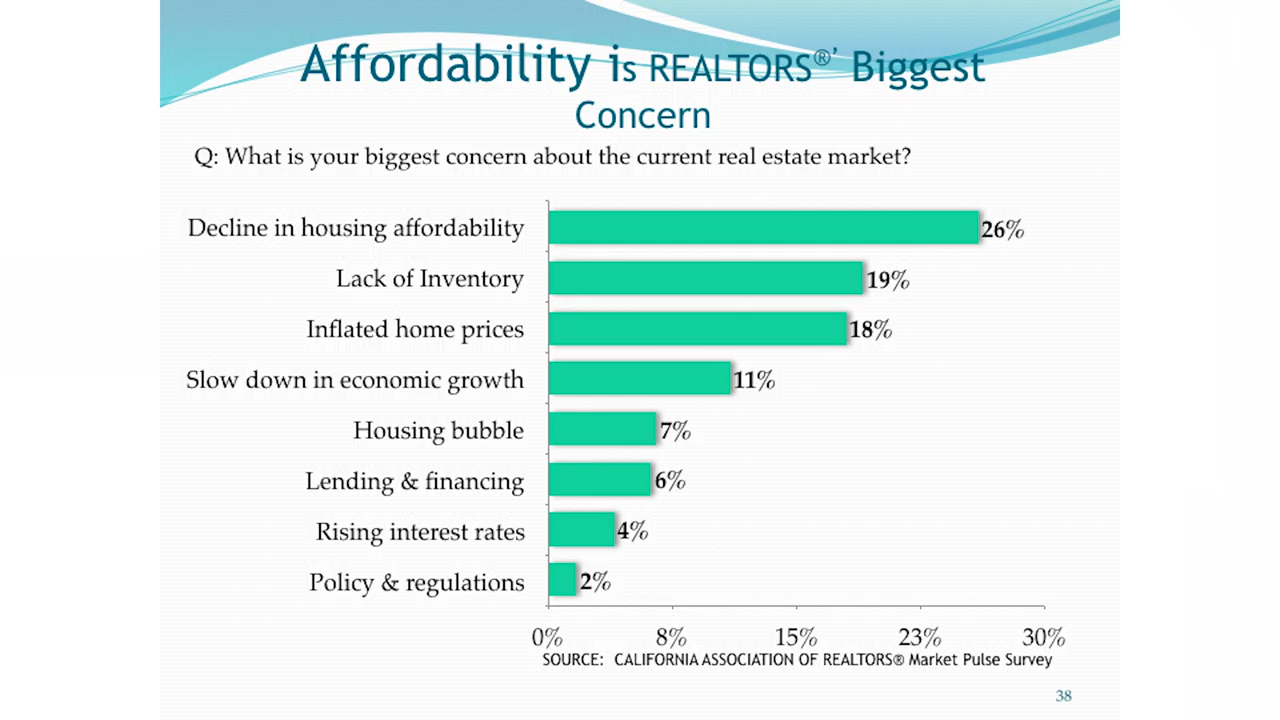 Affordability is REALTORS®’ Biggest
Concern
Q: What is your biggest concern about the current real estate market?
Decline in housing affordability 26%
Lack of Inventory 19%
Inflated home prices 18%
Slow down in economic growth 11%
Housing bubble 7%
Lending & financing 6%
Rising interest rates 4%
Policy & regulations 2%
0% 8% 15% 23% 30%
SOURCE: CALIFORNIA ASSOCIATION OF REALTORS® Market Pulse Survey
38